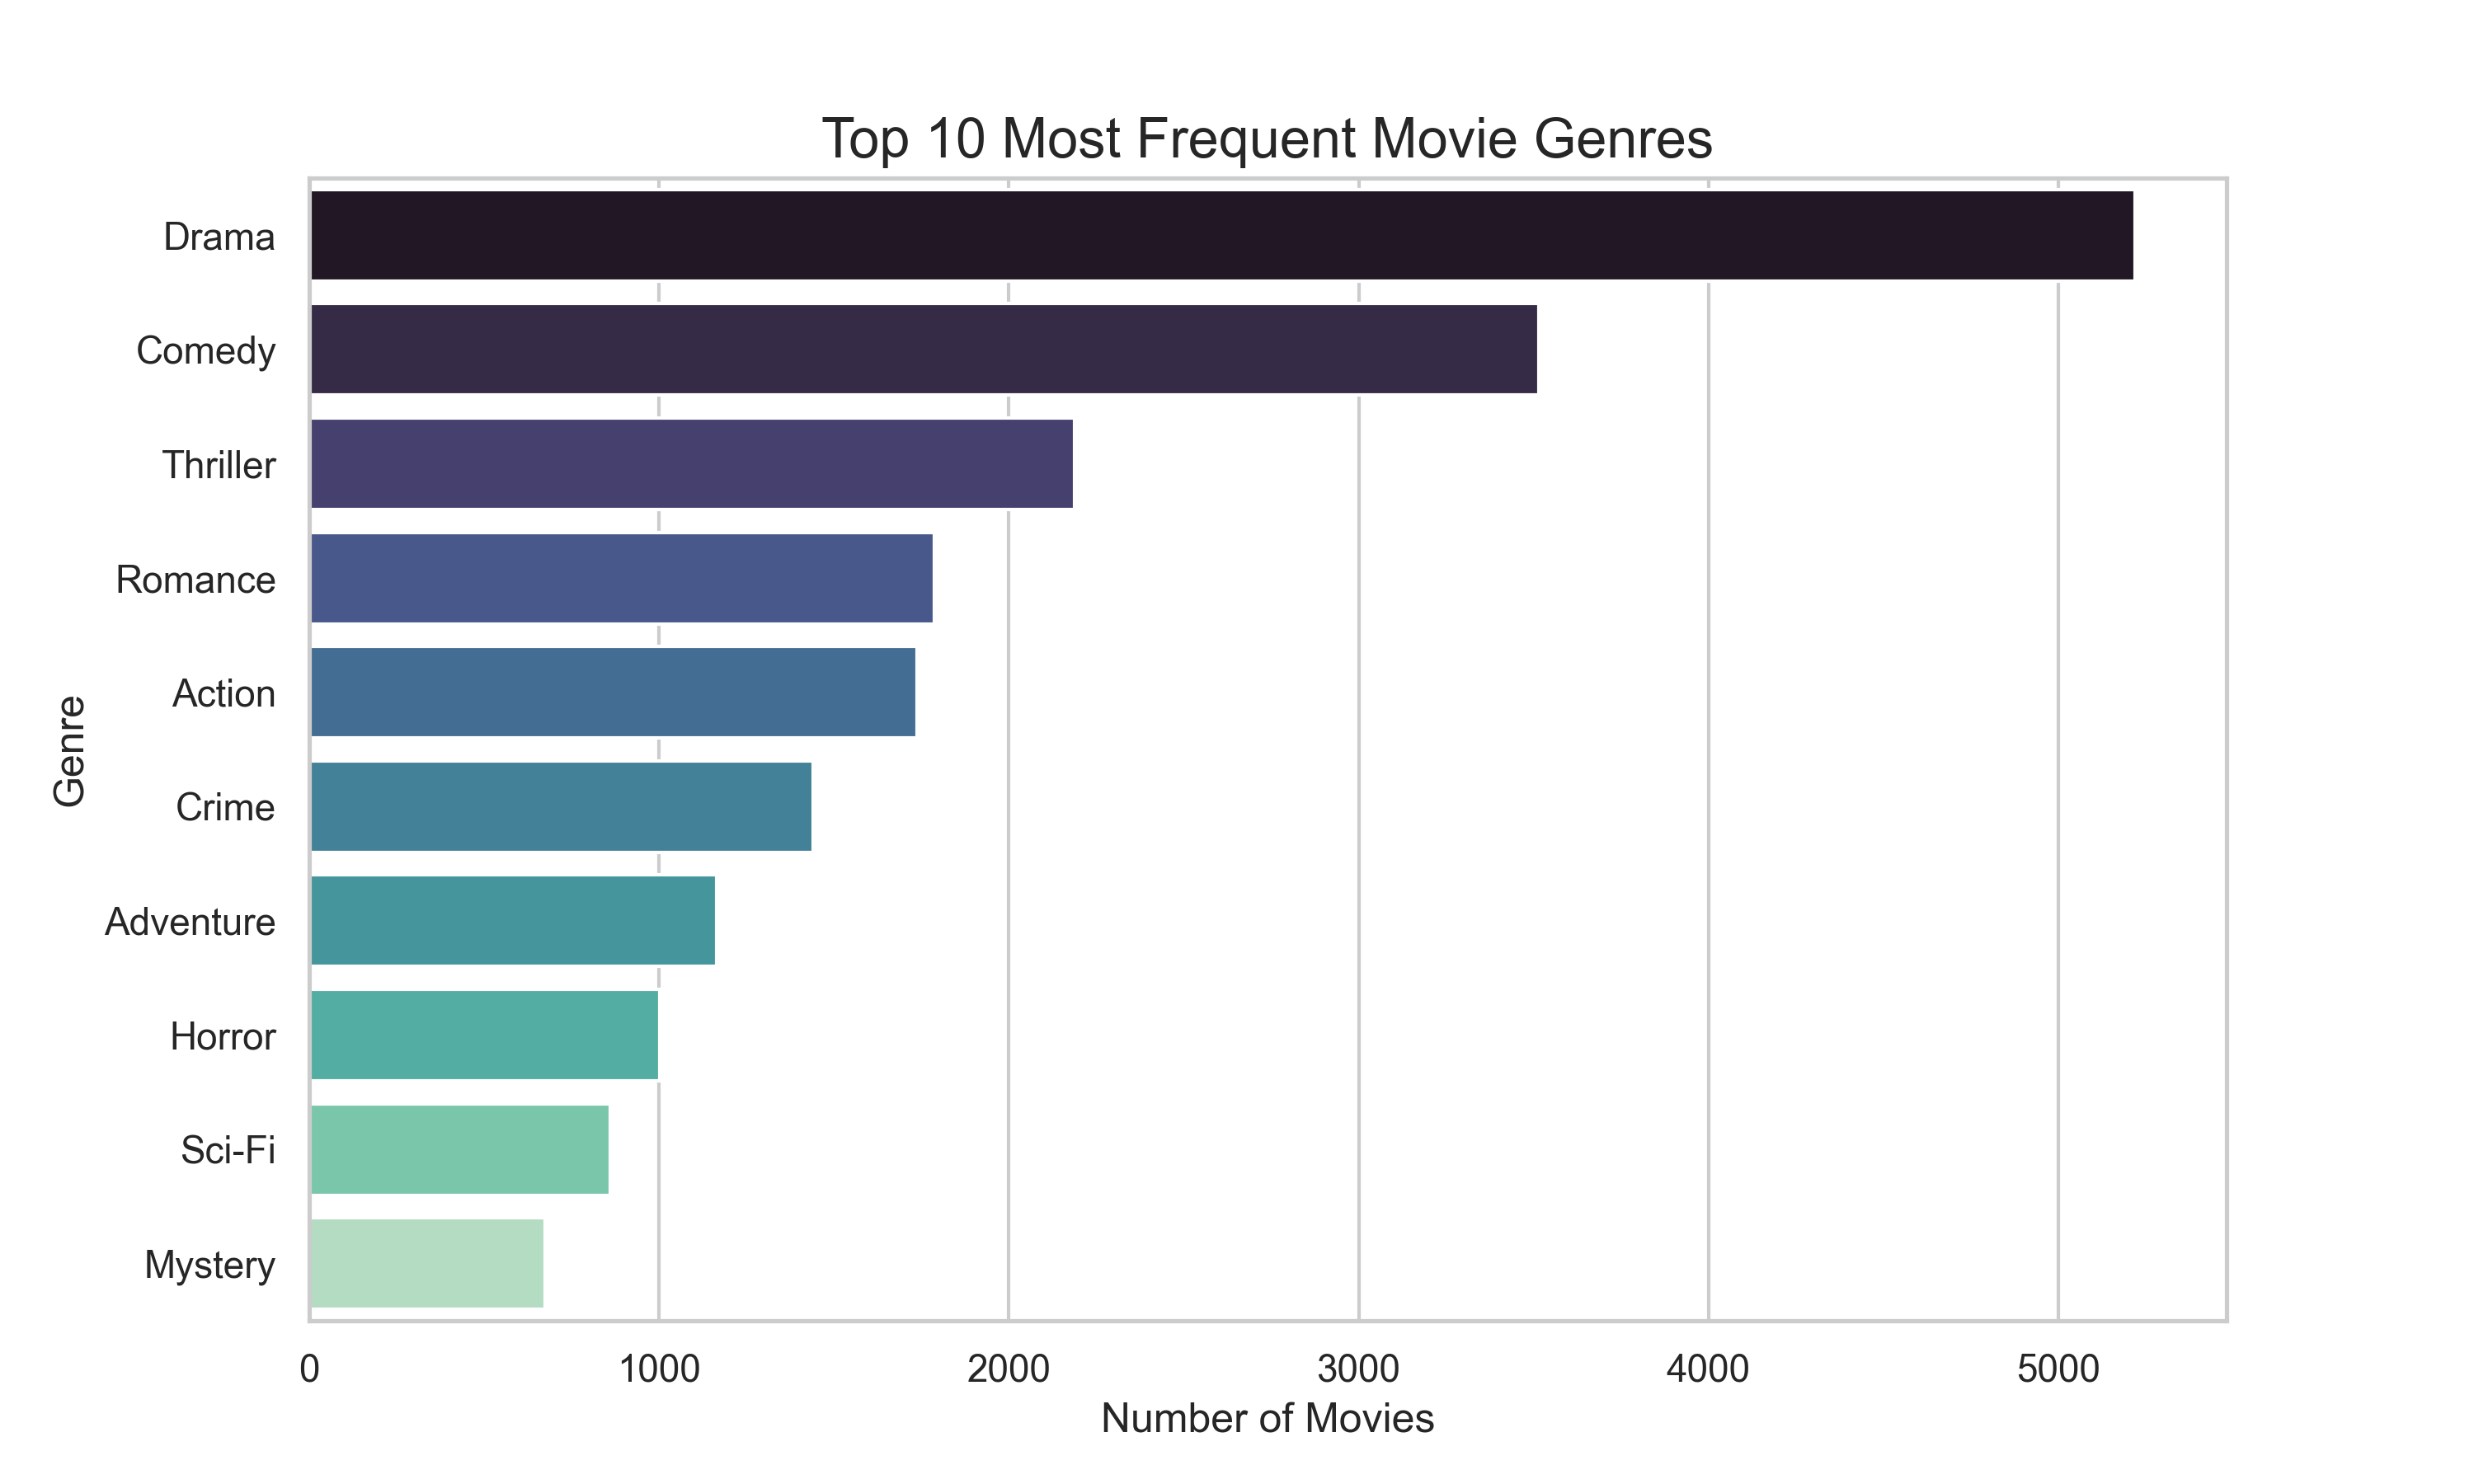 Top 10 Most Frequent Movie Genres
Drama
Comedy
Thriller
Romance
Action
Crime
Adventure
Horror
Sci-Fi
Mystery
Genre
0 1000 2000 3000 4000 5000
Number of Movies